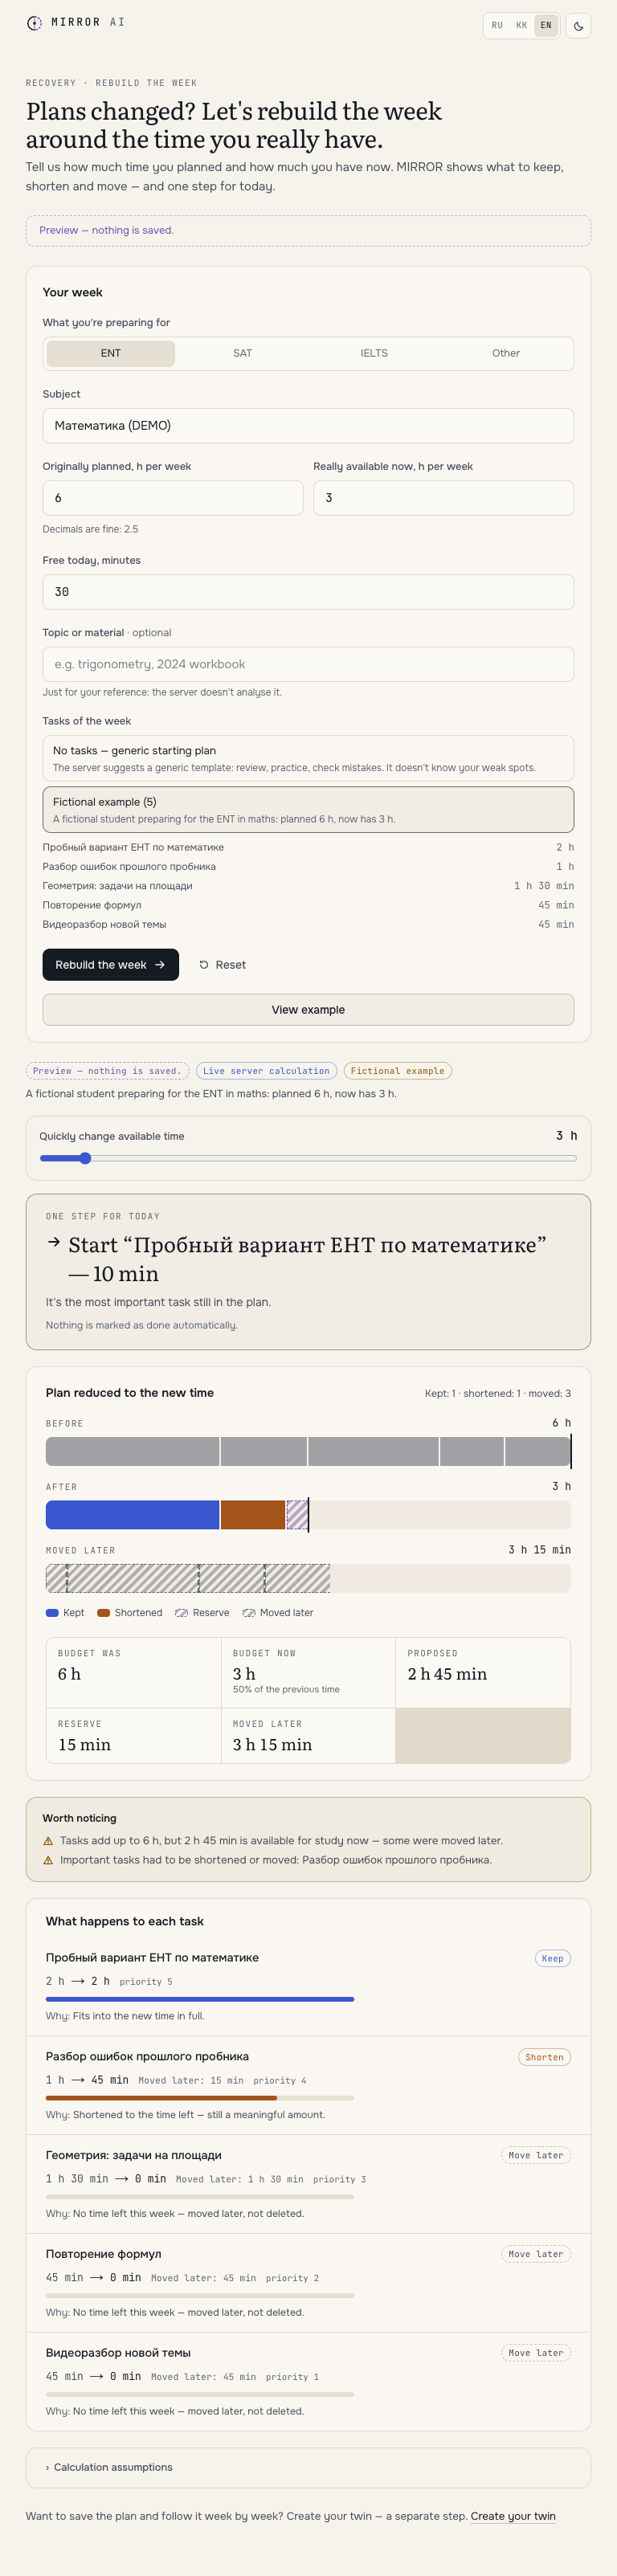 MIRROR AI
RU KK EN
RECOVERY · REBUILD THE WEEK
Plans changed? Let's rebuild the week
around the time you really have.
Tell us how much time you planned and how much you have now. MIRROR shows what to keep,
shorten and move — and one step for today.
Preview — nothing is saved.
Your week
What you're preparing for
ENT SAT IELTS Other
Subject
Математика (DEMO)
Originally planned, h per week Really available now, h per week
6 3
Decimals are fine: 2.5
Free today, minutes
30
Topic or material · optional
e.g. trigonometry, 2024 workbook
Just for your reference: the server doesn't analyse it.
Tasks of the week
No tasks — generic starting plan
The server suggests a generic template: review, practice, check mistakes. It doesn't know your weak spots.
Fictional example (5)
A fictional student preparing for the ENT in maths: planned 6 h, now has 3 h.
Пробный вариант ЕНТ по математике 2 h
Разбор ошибок прошлого пробника 1 h
Геометрия: задачи на площади 1 h 30 min
Повторение формул 45 min
Видеоразбор новой темы 45 min
Rebuild the week → Reset
View example
Preview — nothing is saved. Live server calculation Fictional example
A fictional student preparing for the ENT in maths: planned 6 h, now has 3 h.
Quickly change available time 3 h
ONE STEP FOR TODAY
→ Start “Пробный вариант ЕНТ по математике”
— 10 min
It's the most important task still in the plan.
Nothing is marked as done automatically.
Plan reduced to the new time Kept: 1 · shortened: 1 · moved: 3
BEFORE 6 h
AFTER 3 h
MOVED LATER 3 h 15 min
Kept Shortened Reserve Moved later
BUDGET WAS BUDGET NOW PROPOSED
6 h 3 h 2 h 45 min
50% of the previous time
RESERVE MOVED LATER
15 min 3 h 15 min
Worth noticing
Tasks add up to 6 h, but 2 h 45 min is available for study now — some were moved later.
Important tasks had to be shortened or moved: Разбор ошибок прошлого пробника.
What happens to each task
Пробный вариант ЕНТ по математике Keep
2 h → 2 h priority 5
Why: Fits into the new time in full.
Разбор ошибок прошлого пробника Shorten
1 h → 45 min Moved later: 15 min priority 4
Why: Shortened to the time left — still a meaningful amount.
Геометрия: задачи на площади Move later
1 h 30 min → 0 min Moved later: 1 h 30 min priority 3
Why: No time left this week — moved later, not deleted.
Повторение формул Move later
45 min → 0 min Moved later: 45 min priority 2
Why: No time left this week — moved later, not deleted.
Видеоразбор новой темы Move later
45 min → 0 min Moved later: 45 min priority 1
Why: No time left this week — moved later, not deleted.
› Calculation assumptions
Want to save the plan and follow it week by week? Create your twin — a separate step. Create your twin